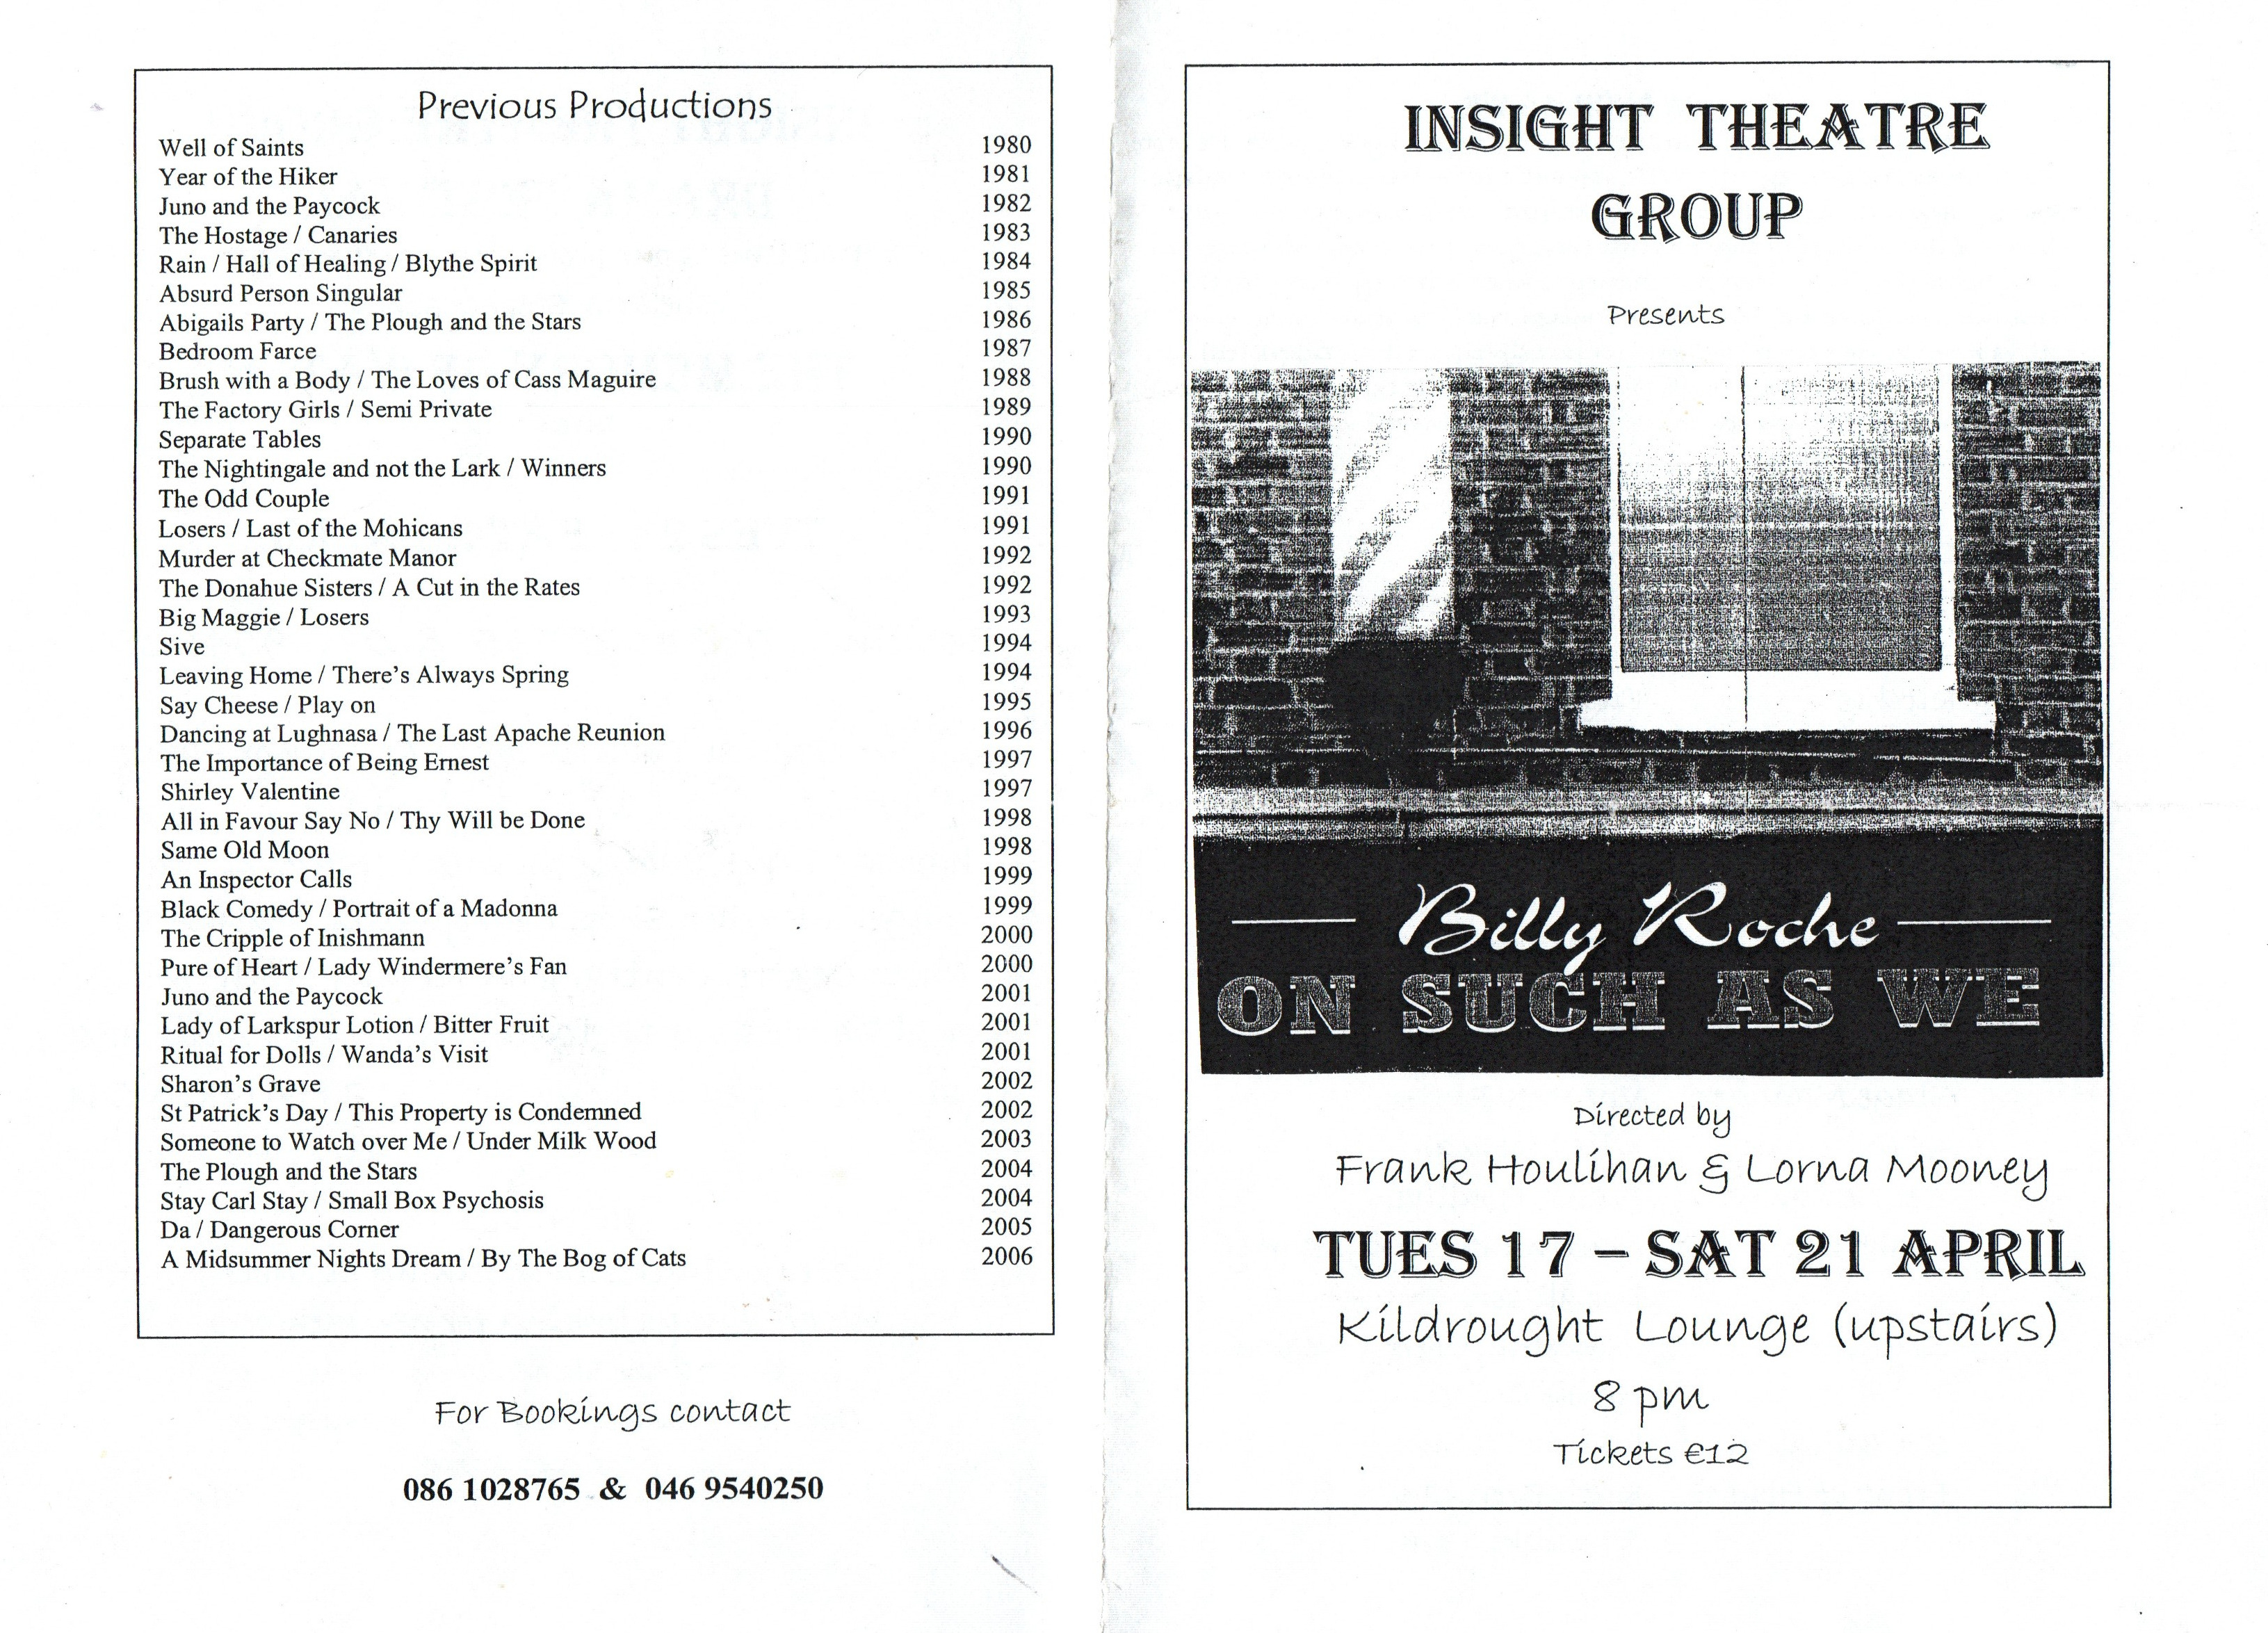 Previous Productions
Well of Saints 1980
Year of the Hiker 1981
Juno and the Paycock 1982
The Hostage / Canaries 1983
Rain / Hall of Healing / Blythe Spirit 1984
Absurd Person Singular 1985
Abigails Party / The Plough and the Stars 1986
Bedroom Farce 1987
Brush with a Body / The Loves of Cass Maguire 1988
The Factory Girls / Semi Private 1989
Separate Tables 1990
The Nightingale and not the Lark / Winners 1990
The Odd Couple 1991
Losers / Last of the Mohicans 1991
Murder at Checkmate Manor 1992
The Donahue Sisters / A Cut in the Rates 1992
Big Maggie / Losers 1993
Sive 1994
Leaving Home / There's Always Spring 1994
Say Cheese / Play on 1995
Dancing at Lughnasa / The Last Apache Reunion 1996
The Importance of Being Ernest 1997
Shirley Valentine 1997
All in Favour Say No / Thy Will be Done 1998
Same Old Moon 1998
An Inspector Calls 1999
Black Comedy / Portrait of a Madonna 1999
The Cripple of Inishmann 2000
Pure of Heart / Lady Windermere's Fan 2000
Juno and the Paycock 2001
Lady of Larkspur Lotion / Bitter Fruit 2001
Ritual for Dolls / Wanda's Visit 2001
Sharon's Grave 2002
St Patrick's Day / This Property is Condemned 2002
Someone to Watch over Me / Under Milk Wood 2003
The Plough and the Stars 2004
Stay Carl Stay / Small Box Psychosis 2004
Da / Dangerous Corner 2005
A Midsummer Nights Dream / By The Bog of Cats 2006
For Bookings contact
086 1028765 & 046 9540250
INSIGHT THEATRE
GROUP
Presents
Billy Roche
ON SUCH AS WE
Directed by
Frank Houlihan & Lorna Mooney
TUES 17 – SAT 21 APRIL
Kildrought Lounge (upstairs)
8 pm
Tickets €12